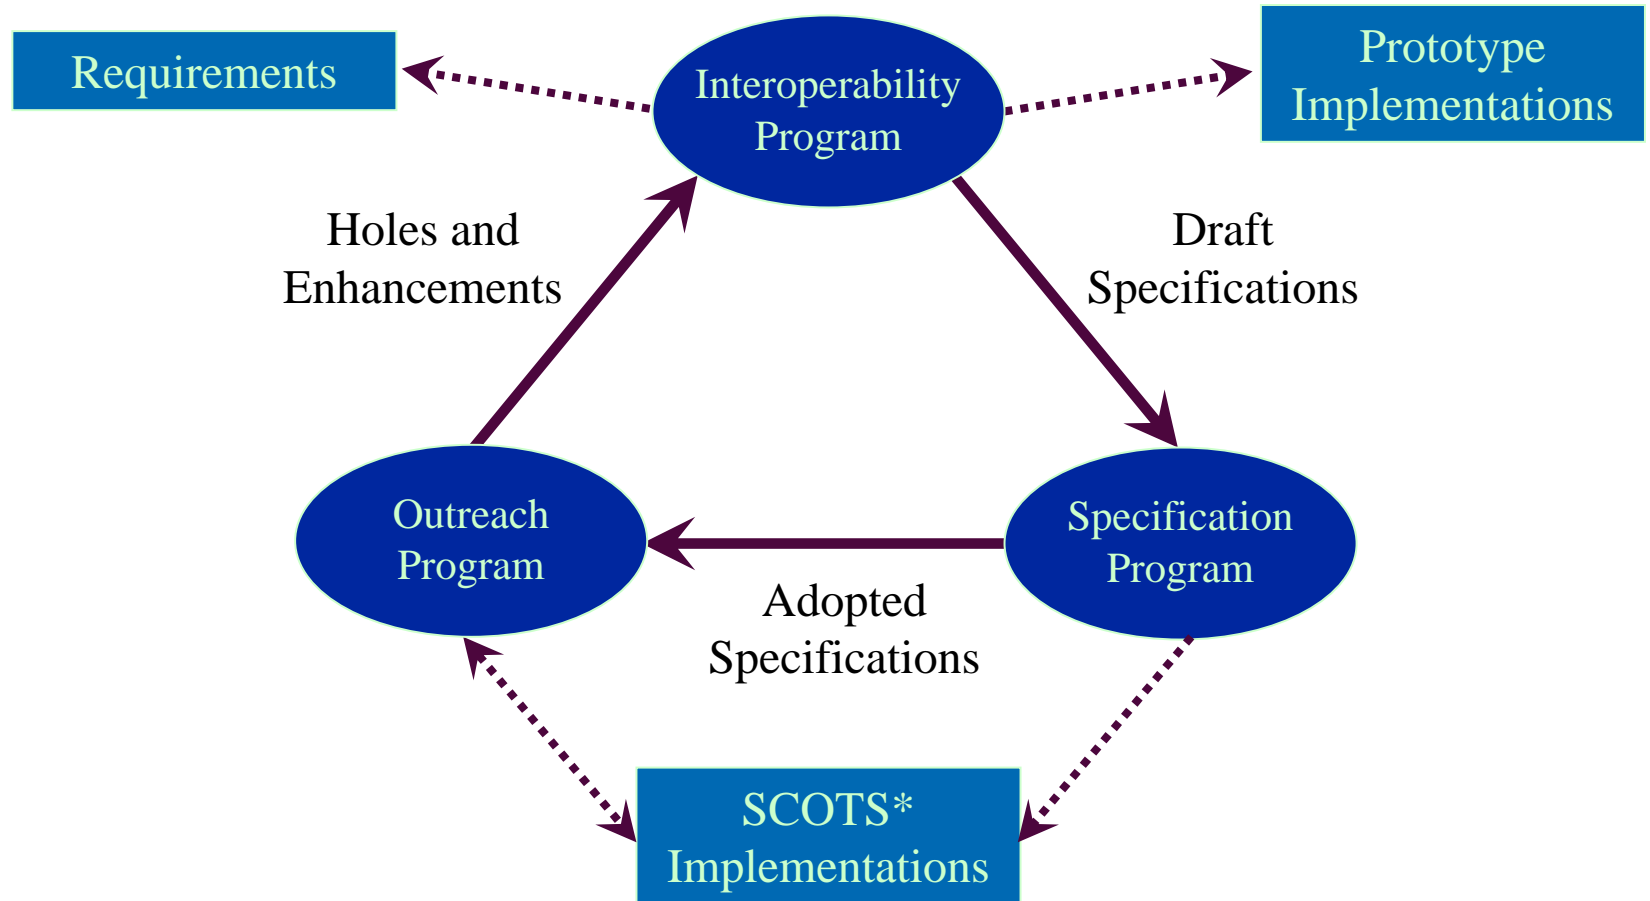 Requirements
Interoperability
Program
Prototype
Implementations
Holes and
Enhancements
Draft
Specifications
Outreach
Program
Specification
Program
Adopted
Specifications
SCOTS*
Implementations